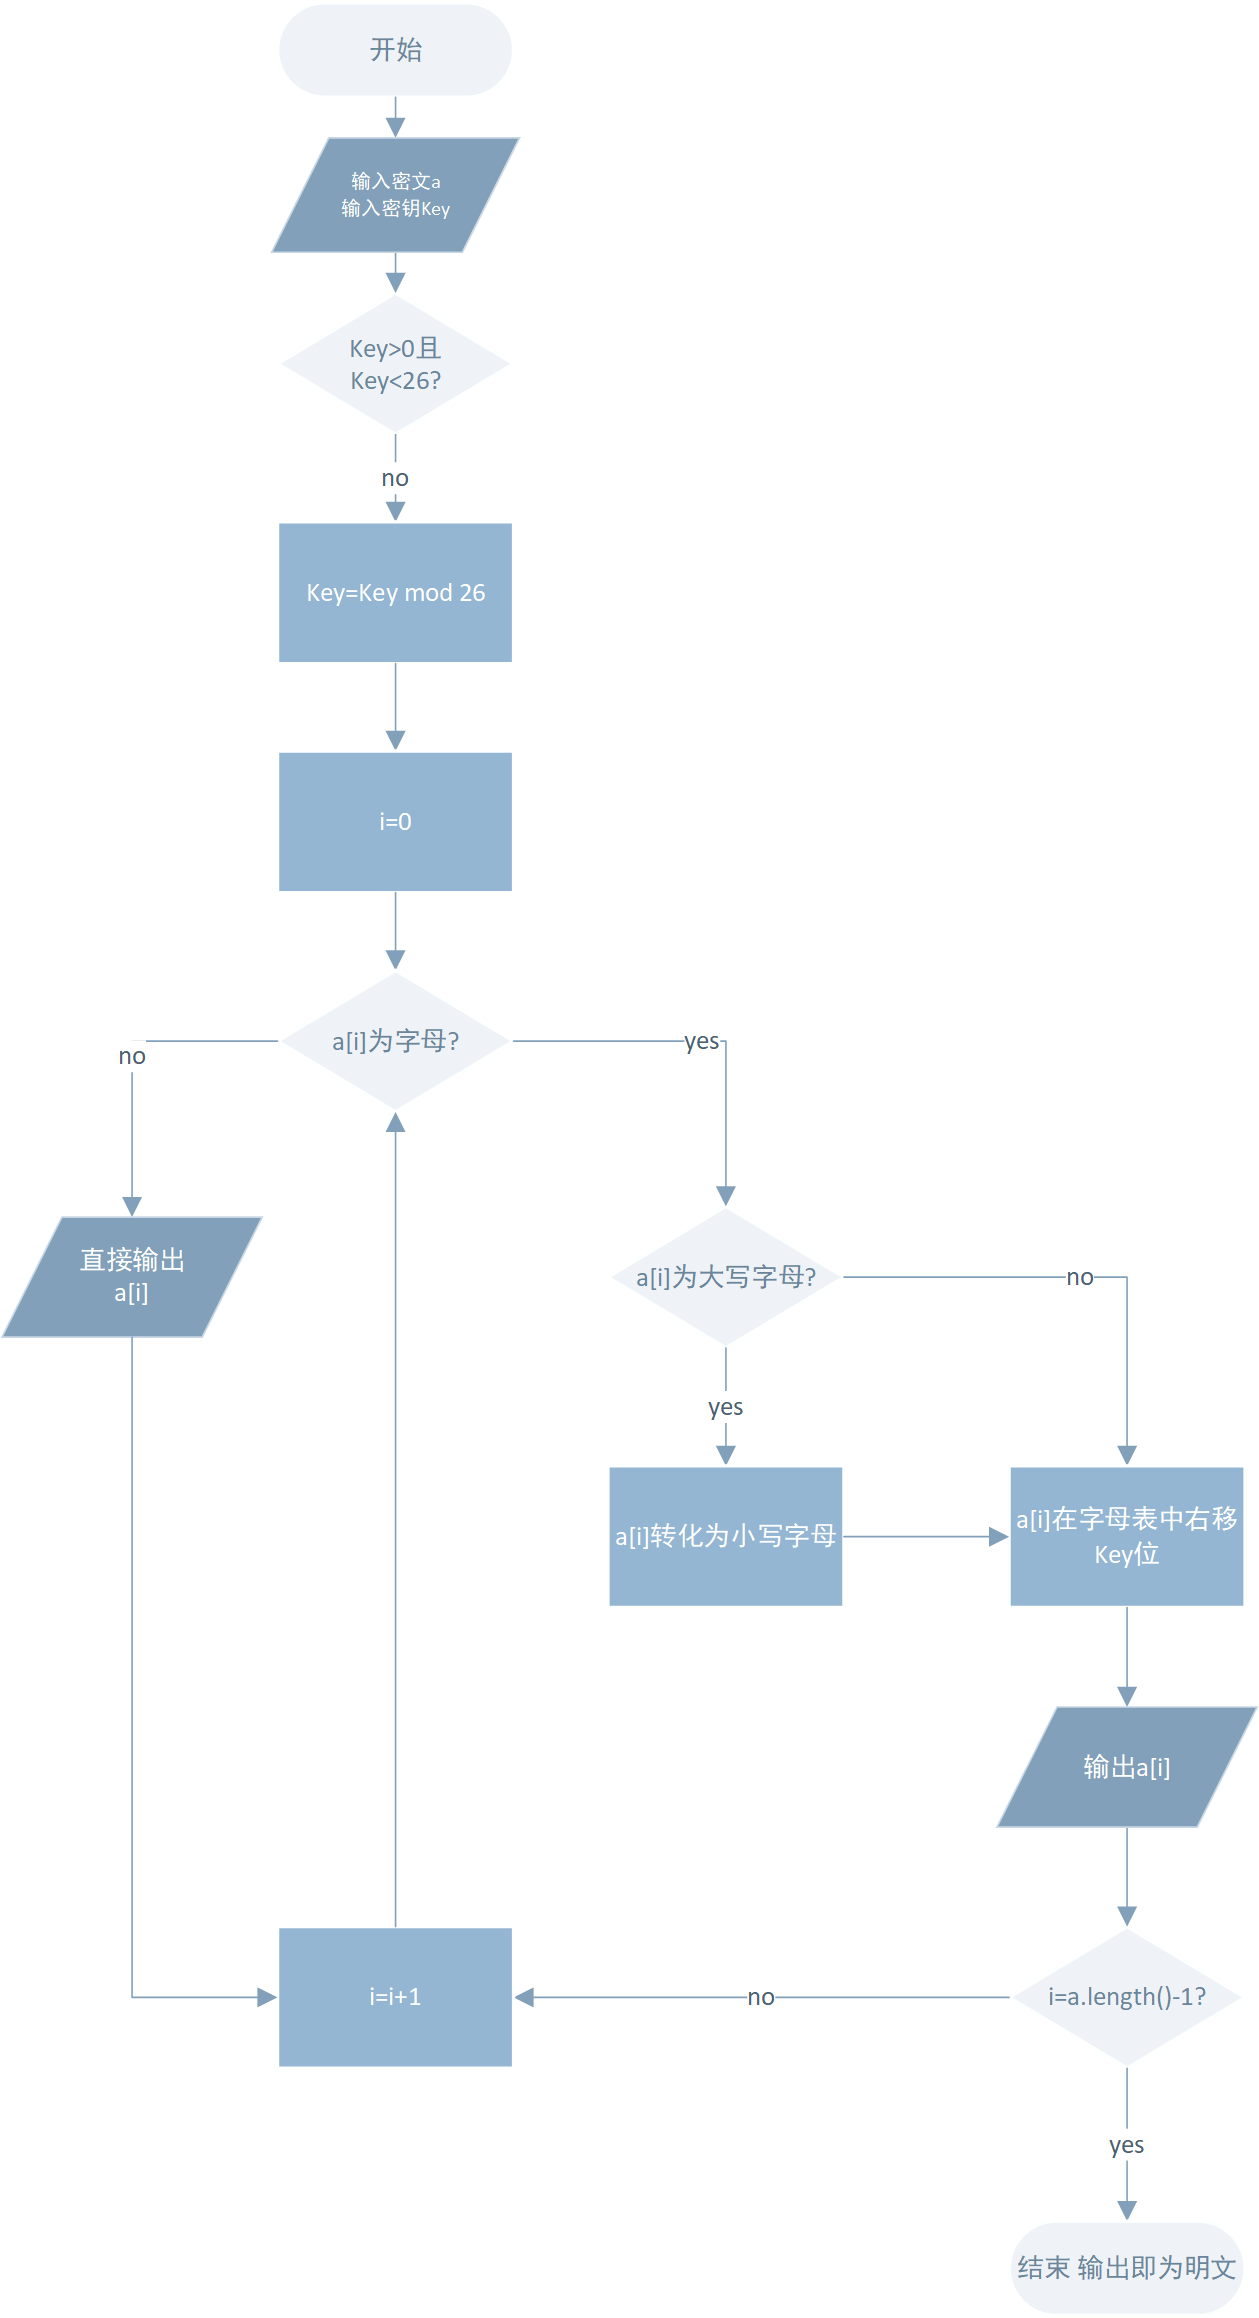 开始
输入密文a
输入密钥Key
Key>0且
Key<26?
no
Key=Key mod 26
i=0
a[i]为字母?
no
yes
直接输出
a[i]
a[i]为大写字母?
no
yes
a[i]转化为小写字母
a[i]在字母表中右移
Key位
输出a[i]
i=i+1
no
i=a.length()-1?
yes
结束 输出即为明文